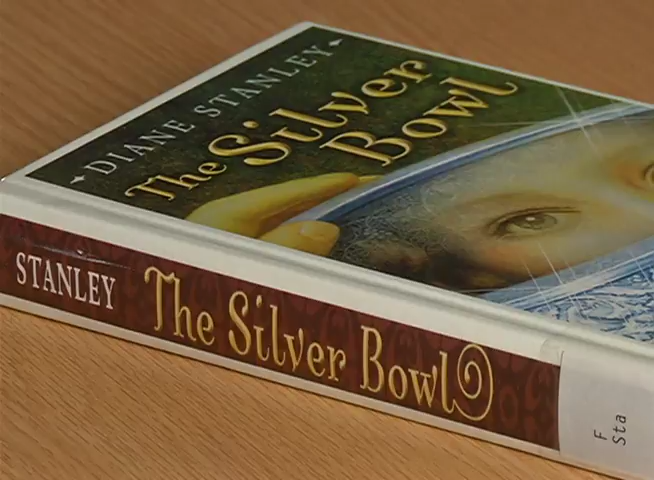 DIANE STANLEY
The Silver
Bowl
STANLEY The Silver Bowl
F
Sta